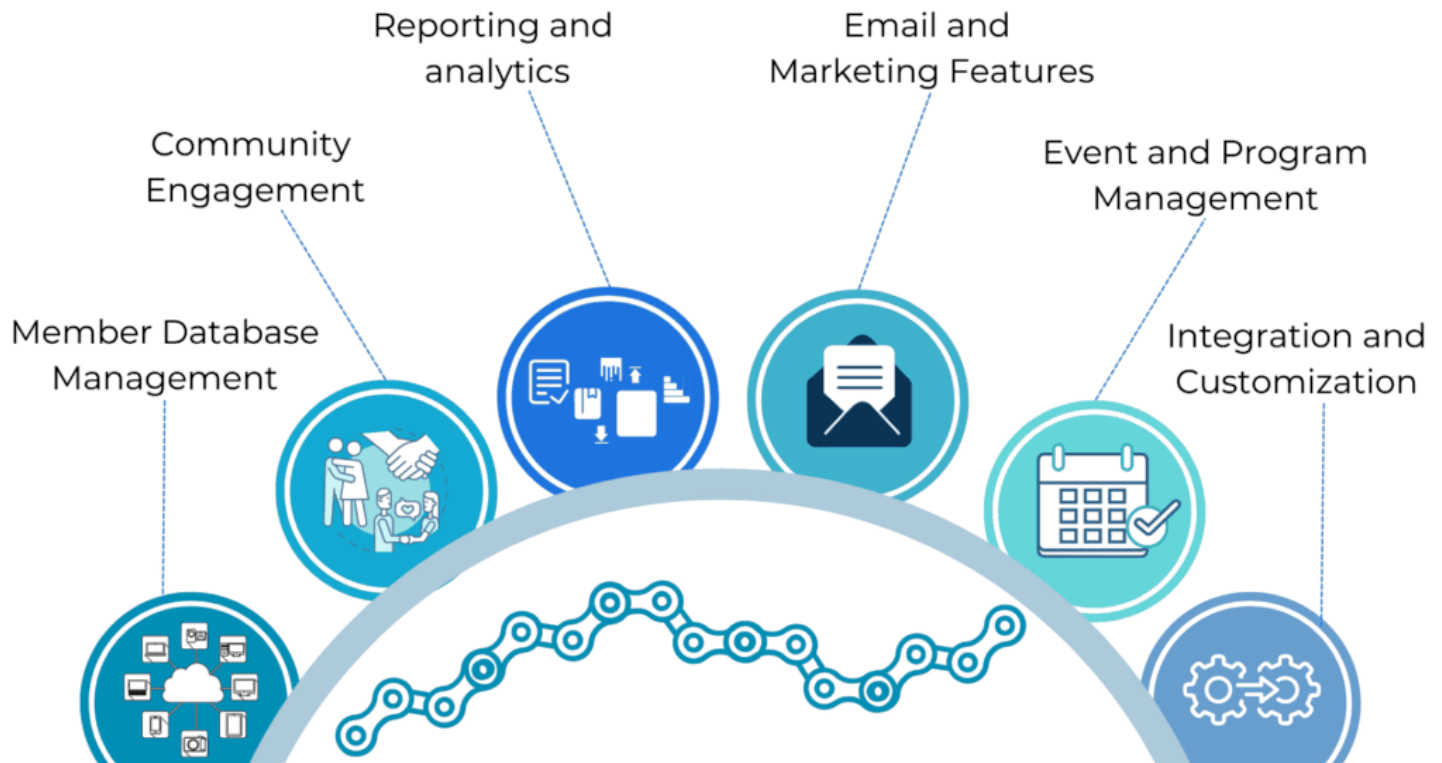 Reporting and
analytics
Email and
Marketing Features
Community
Engagement
Event and Program
Management
Member Database
Management
Integration and
Customization